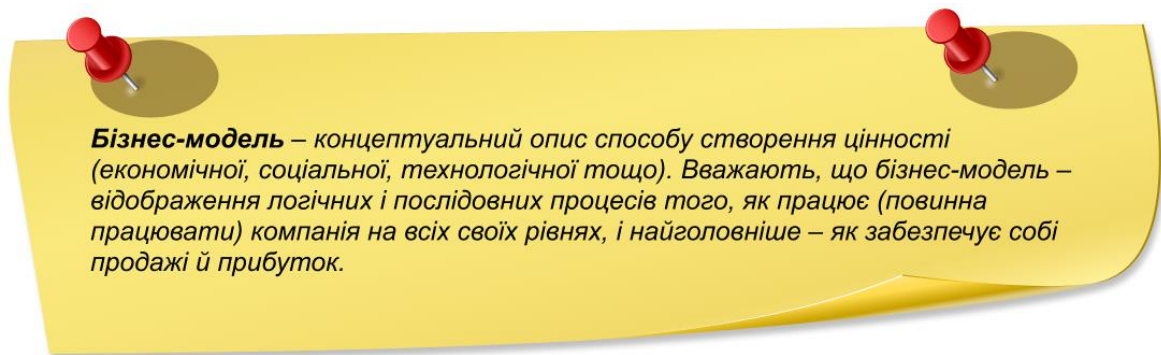 Бізнес-модель – концептуальний опис способу створення цінності
(економічної, соціальної, технологічної тощо). Вважають, що бізнес-модель –
відображення логічних і послідовних процесів того, як працює (повинна
працювати) компанія на всіх своїх рівнях, і найголовніше – як забезпечує собі
продажі й прибуток.